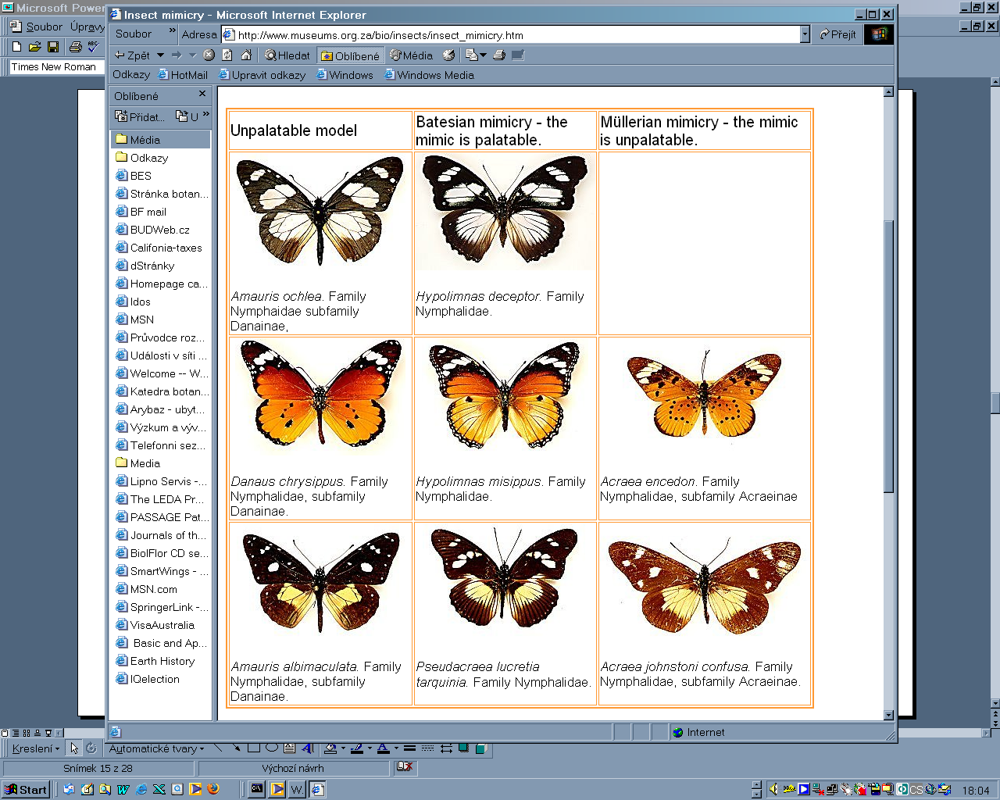 Microsoft Power
Insect mimicry - Microsoft Internet Explorer
Soubor Úpravy
Soubor » Adresa http://www.museums.org.za/bio/insects/insect_mimicry.htm Přejít
Zpět Hledat Oblíbené Média
Times New Roman
Odkazy HotMail Upravit odkazy Windows Windows Media
Oblíbené
Přidat... U »
Média
Odkazy
BES
Stránka botan...
BF mail
BUDWeb.cz
Califonia-taxes
dStránky
Homepage ca...
Idos
MSN
Průvodce roz...
Události v síti ...
Welcome -- W...
Katedra botan...
Arybaz - ubyt...
Výzkum a výv...
Telefonni sez...
Media
Lipno Servis -...
The LEDA Pr...
PASSAGE Pat...
Journals of th...
BiolFlor CD se...
SmartWings - ...
MSN.com
SpringerLink -...
VisaAustralia
Basic and Ap...
Earth History
IQelection
Unpalatable model
Batesian mimicry - the
mimic is palatable.
Müllerian mimicry - the mimic
is unpalatable.
Amauris ochlea. Family
Nymphaidae subfamily
Danainae,
Hypolimnas deceptor. Family
Nymphalidae.
Danaus chrysippus. Family
Nymphalidae, subfamily
Danainae.
Hypolimnas misippus. Family
Nymphalidae.
Acraea encedon. Family
Nymphalidae, subfamily Acraeinae
Amauris albimaculata. Family
Nymphalidae, subfamily
Danainae.
Pseudacraea lucretia
tarquinia. Family Nymphalidae.
Acraea johnstoni confusa. Family
Nymphalidae, subfamily Acraeinae.
Internet
Kreslení Automatické tvary
Snímek 15 z 28 Výchozí návrh
Start W. CS 18:04